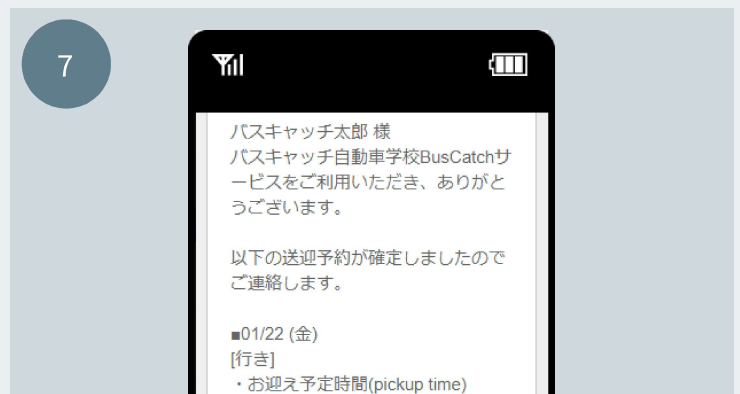 7
バスキャッチ太郎 様
バスキャッチ自動車学校BusCatchサ
ービスをご利用いただき、ありがと
うございます。
以下の送迎予約が確定しましたので
ご連絡します。
■01/22 (金)
[行き]
・お迎え予定時間(pickup time)